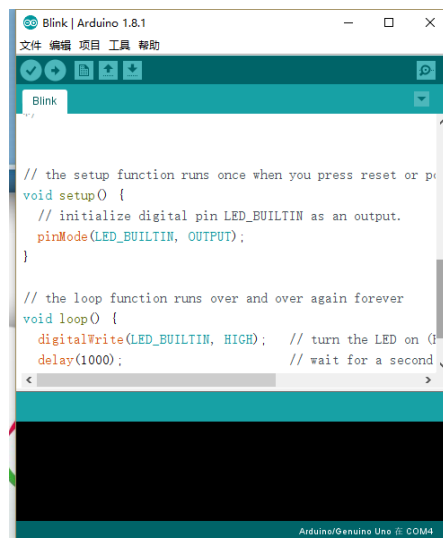 Blink | Arduino 1.8.1
文件 编辑 项目 工具 帮助
Blink
*/
// the setup function runs once when you press reset or po
void setup() {
// initialize digital pin LED_BUILTIN as an output.
pinMode(LED_BUILTIN, OUTPUT);
}
// the loop function runs over and over again forever
void loop() {
digitalWrite(LED_BUILTIN, HIGH); // turn the LED on (H
delay(1000); // wait for a second
Arduino/Genuino Uno 在 COM4